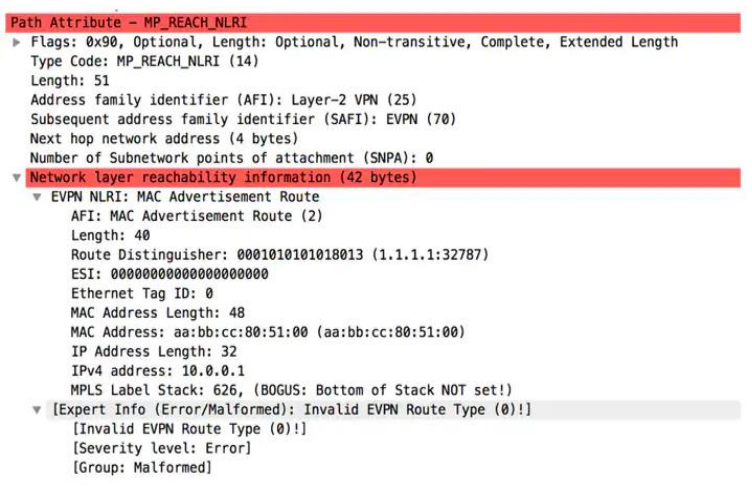 Path Attribute - MP_REACH_NLRI
Flags: 0x90, Optional, Length: Optional, Non-transitive, Complete, Extended Length
Type Code: MP_REACH_NLRI (14)
Length: 51
Address family identifier (AFI): Layer-2 VPN (25)
Subsequent address family identifier (SAFI): EVPN (70)
Next hop network address (4 bytes)
Number of Subnetwork points of attachment (SNPA): 0
Network layer reachability information (42 bytes)
EVPN NLRI: MAC Advertisement Route
AFI: MAC Advertisement Route (2)
Length: 40
Route Distinguisher: 0001010101018013 (1.1.1.1:32787)
ESI: 00000000000000000000
Ethernet Tag ID: 0
MAC Address Length: 48
MAC Address: aa:bb:cc:80:51:00 (aa:bb:cc:80:51:00)
IP Address Length: 32
IPv4 address: 10.0.0.1
MPLS Label Stack: 626, (BOGUS: Bottom of Stack NOT set!)
[Expert Info (Error/Malformed): Invalid EVPN Route Type (0)!]
[Invalid EVPN Route Type (0)!]
[Severity level: Error]
[Group: Malformed]